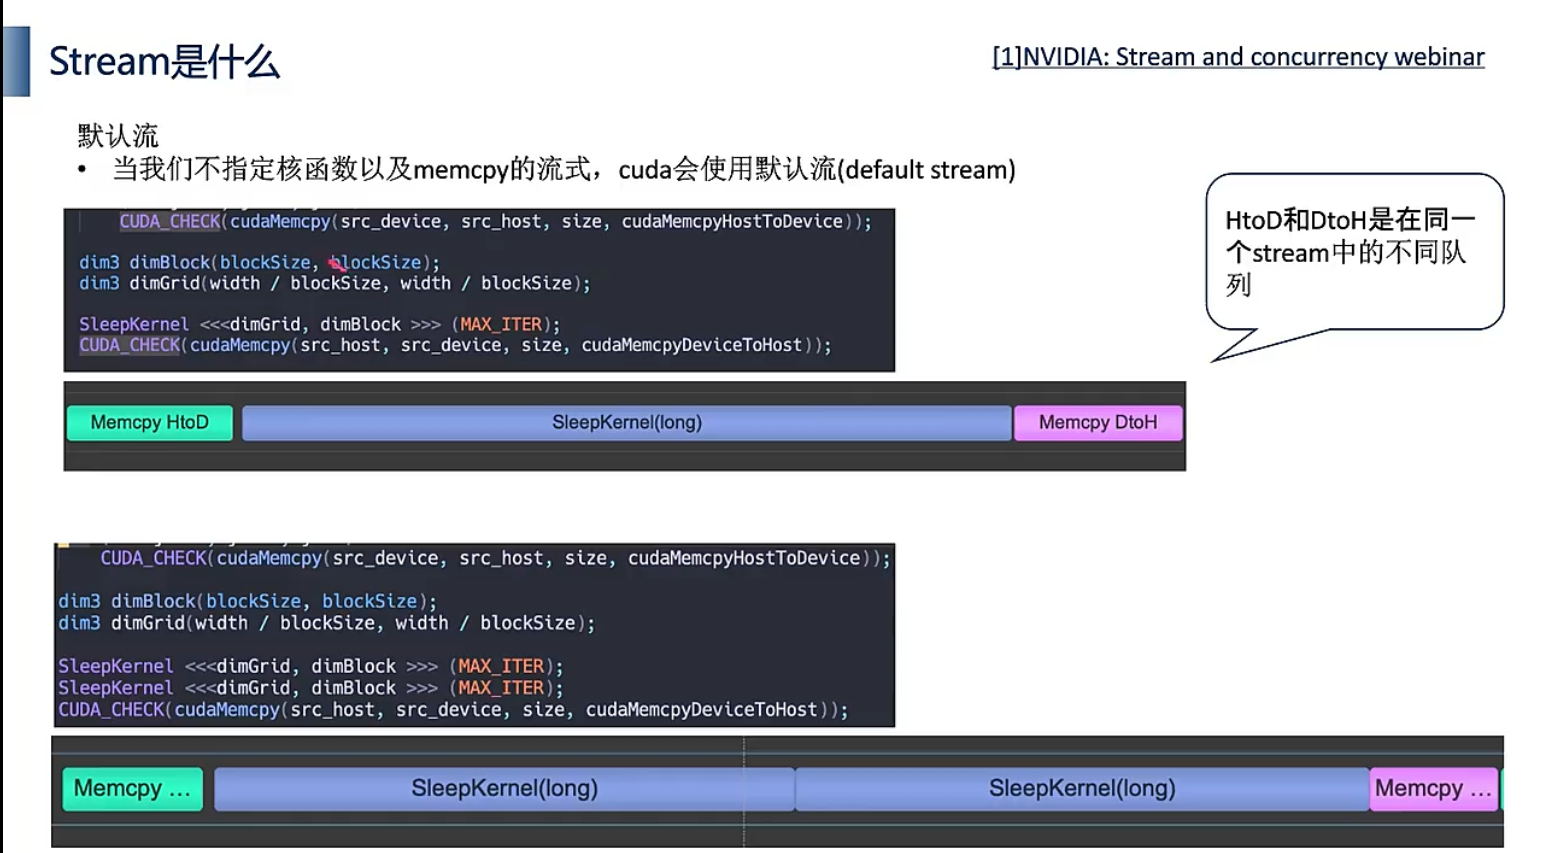 Stream是什么
[1]NVIDIA: Stream and concurrency webinar
默认流
• 当我们不指定核函数以及memcpy的流式，cuda会使用默认流(default stream)
CUDA_CHECK(cudaMemcpy(src_device, src_host, size, cudaMemcpyHostToDevice));
dim3 dimBlock(blockSize, blockSize);
dim3 dimGrid(width / blockSize, width / blockSize);
SleepKernel <<<dimGrid, dimBlock >>> (MAX_ITER);
CUDA_CHECK(cudaMemcpy(src_host, src_device, size, cudaMemcpyDeviceToHost));
HtoD和DtoH是在同一
个stream中的不同队
列
Memcpy HtoD
SleepKernel(long)
Memcpy DtoH
CUDA_CHECK(cudaMemcpy(src_device, src_host, size, cudaMemcpyHostToDevice));
dim3 dimBlock(blockSize, blockSize);
dim3 dimGrid(width / blockSize, width / blockSize);
SleepKernel <<<dimGrid, dimBlock >>> (MAX_ITER);
SleepKernel <<<dimGrid, dimBlock >>> (MAX_ITER);
CUDA_CHECK(cudaMemcpy(src_host, src_device, size, cudaMemcpyDeviceToHost));
Memcpy ...
SleepKernel(long)
SleepKernel(long)
Memcpy ...